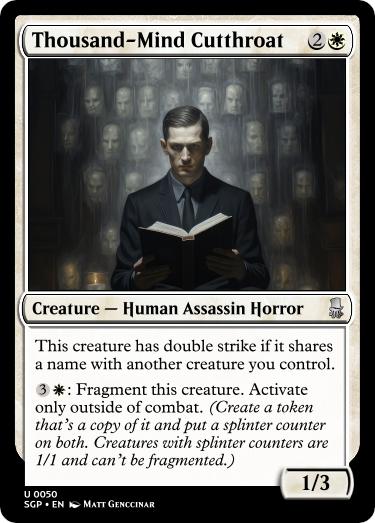 Thousand-Mind Cutthroat 2
Creature — Human Assassin Horror
This creature has double strike if it shares
a name with another creature you control.
3 : Fragment this creature. Activate
only outside of combat. (Create a token
that's a copy of it and put a splinter counter
on both. Creatures with splinter counters are
1/1 and can't be fragmented.)
1/3
U 0050
SGP • EN Matt Genccinar